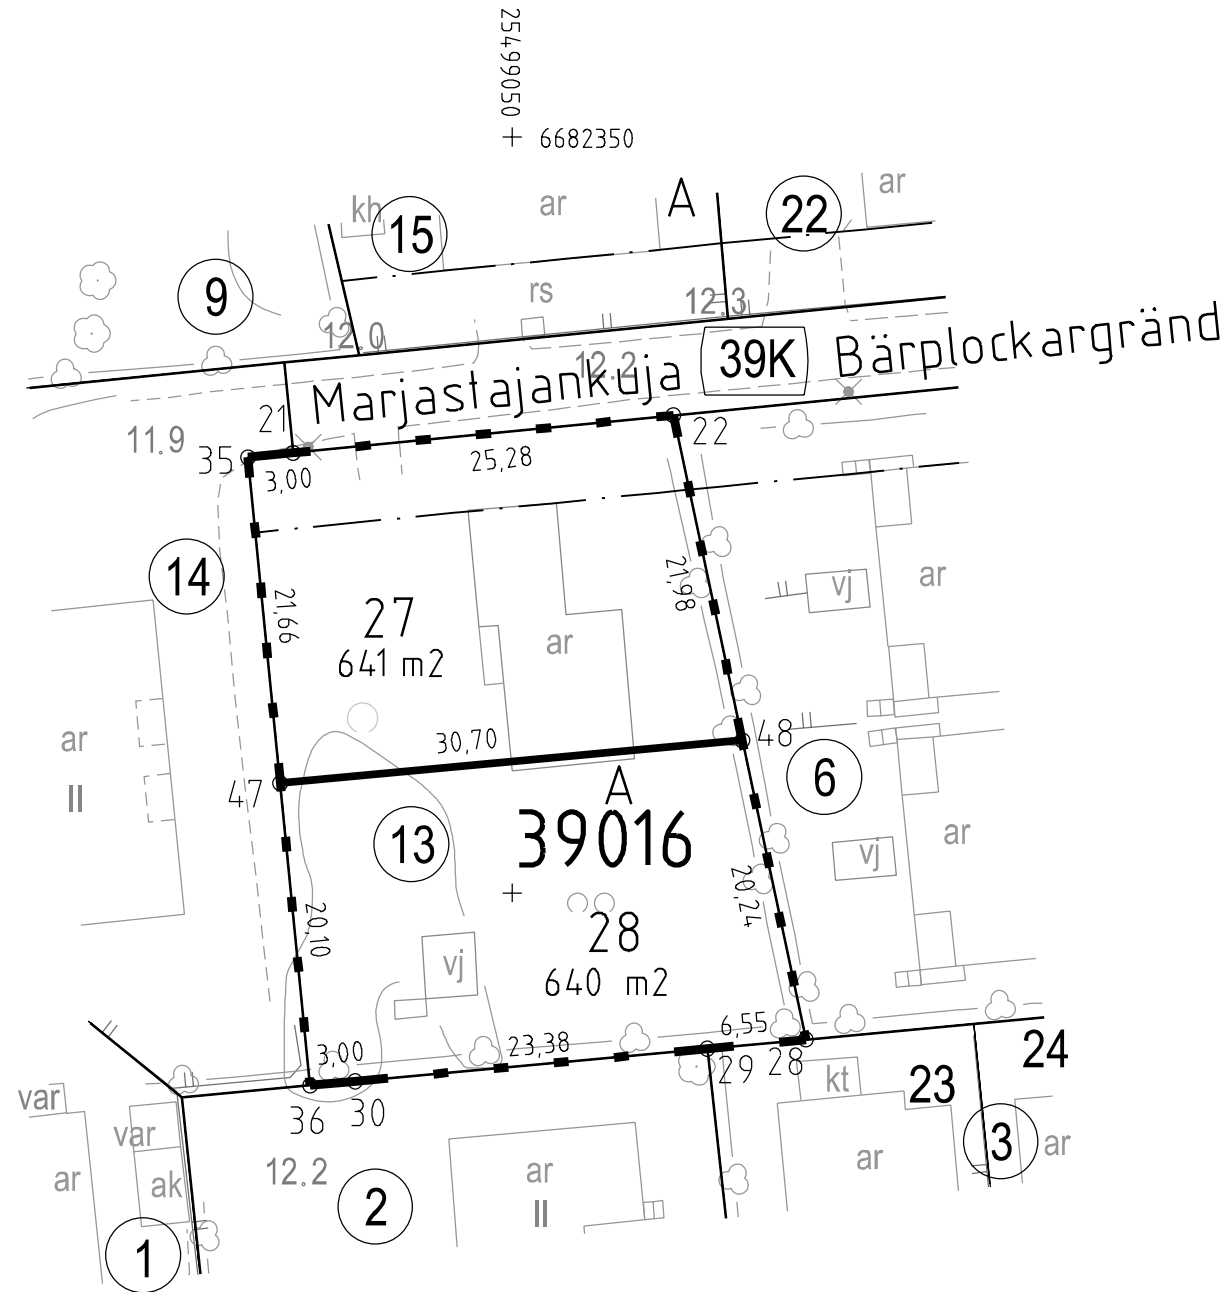 25499050
6682350
kh
15
ar
A
22
ar
9
rs
12.3
12.0
12.2
Marjastajankuja
39K
Bärplockargränd
21
11.9
35
3,00
25,28
22
14
21,66
27
641 m2
ar
21,98
vj
ar
ar
II
30,70
48
47
A
6
13
39016
vj
ar
20,10
28
640 m2
20,24
vj
3,00
23,38
6,55
24
29
28
kt
23
36
30
var
var
ar
ak
12.2
ar
II
ar
3
ar
2
1